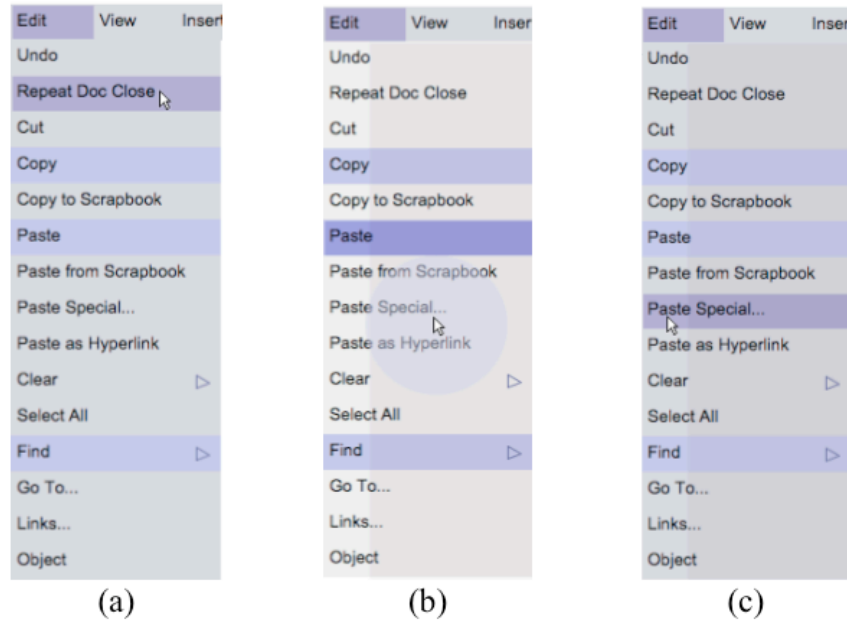 Edit View Insert
Undo
Repeat Doc Close
Cut
Copy
Copy to Scrapbook
Paste
Paste from Scrapbook
Paste Special...
Paste as Hyperlink
Clear
Select All
Find
Go To...
Links...
Object
(a)
Edit View Inser
Undo
Repeat Doc Close
Cut
Copy
Copy to Scrapbook
Paste
Paste from Scrapbook
Paste Special...
Paste as Hyperlink
Clear
Select All
Find
Go To...
Links...
Object
(b)
Edit View Inser
Undo
Repeat Doc Close
Cut
Copy
Copy to Scrapbook
Paste
Paste from Scrapbook
Paste Special...
Paste as Hyperlink
Clear
Select All
Find
Go To...
Links...
Object
(c)